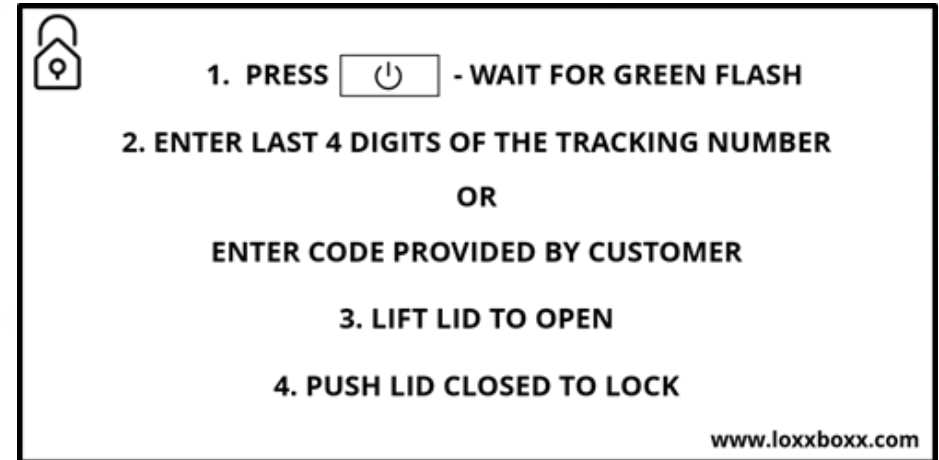 1. PRESS - WAIT FOR GREEN FLASH
2. ENTER LAST 4 DIGITS OF THE TRACKING NUMBER
OR
ENTER CODE PROVIDED BY CUSTOMER
3. LIFT LID TO OPEN
4. PUSH LID CLOSED TO LOCK
www.loxxboxx.com